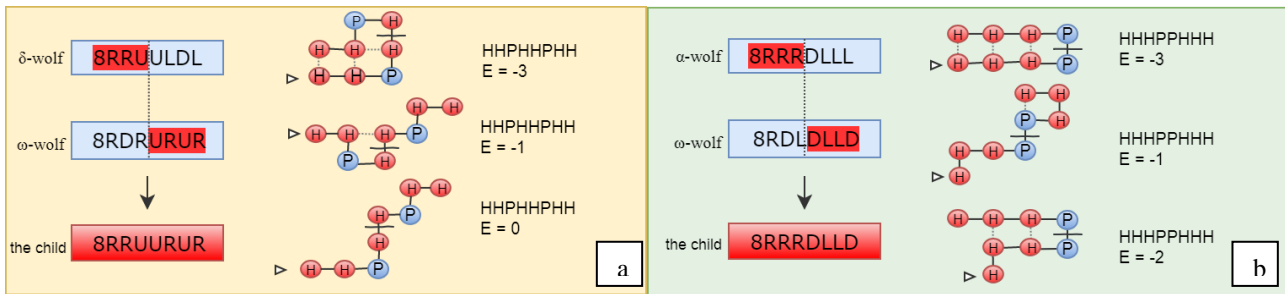 δ-wolf
8RRUULDL
P H
H H H
H H P
HHPHHPHH
E = -3
ω-wolf
8RDRURUR
H H
H H H P
P H
HHPHHPHH
E = -1
the child
8RRUURUR
H H
H P
H
H H P
HHPHHPHH
E = 0
a
α-wolf
8RRRDLLL
H H H P
H H H P
HHHPPHHH
E = -3
ω-wolf
8RDLDLLD
H H
P H
H H P
H
HHHPPHHH
E = -1
the child
8RRRDLLD
H H H P
H H P
H
HHHPPHHH
E = -2
b